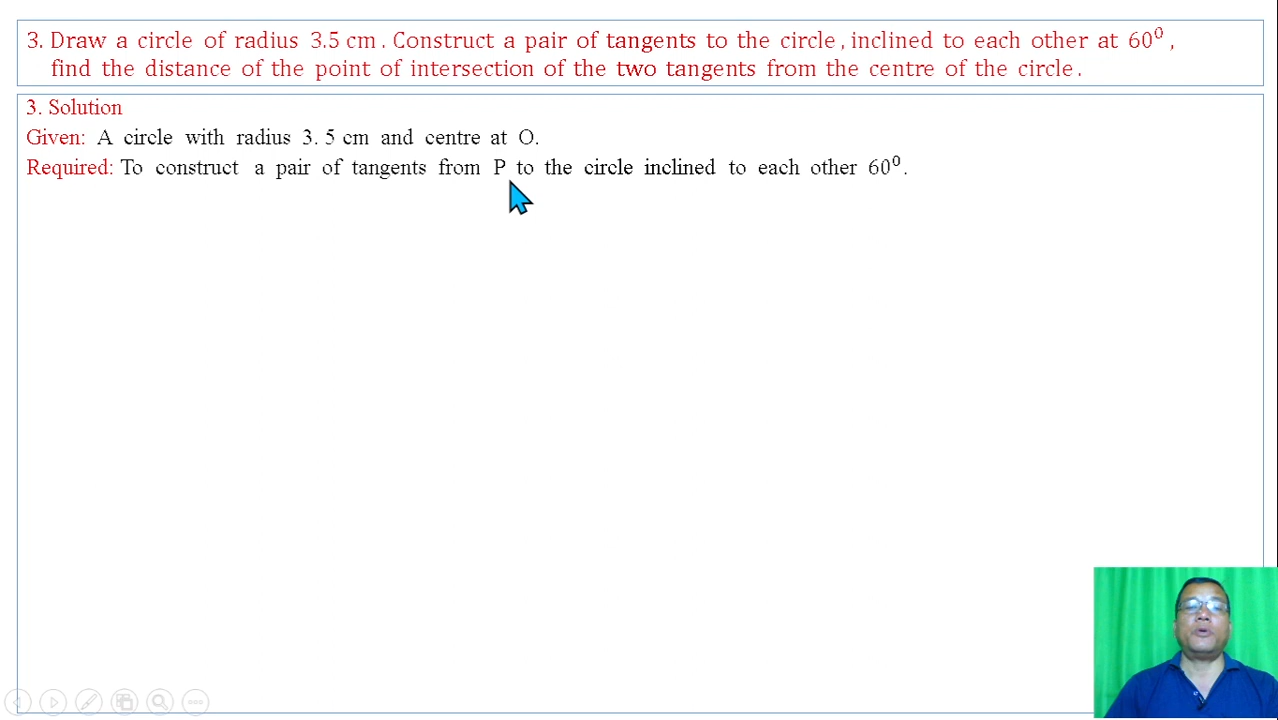 3. Draw a circle of radius 3.5 cm. Construct a pair of tangents to the circle, inclined to each other at 60⁰,
find the distance of the point of intersection of the two tangents from the centre of the circle.
3. Solution
Given: A circle with radius 3. 5 cm and centre at O.
Required: To construct a pair of tangents from P to the circle inclined to each other 60⁰.